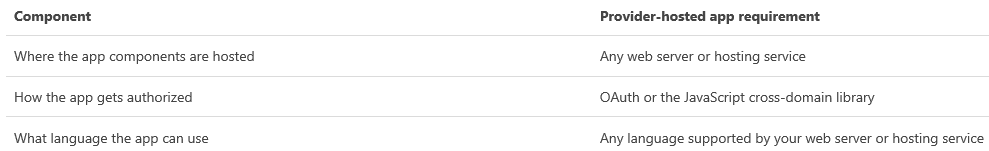 Component Provider-hosted app requirement
Where the app components are hosted Any web server or hosting service
How the app gets authorized OAuth or the JavaScript cross-domain library
What language the app can use Any language supported by your web server or hosting service